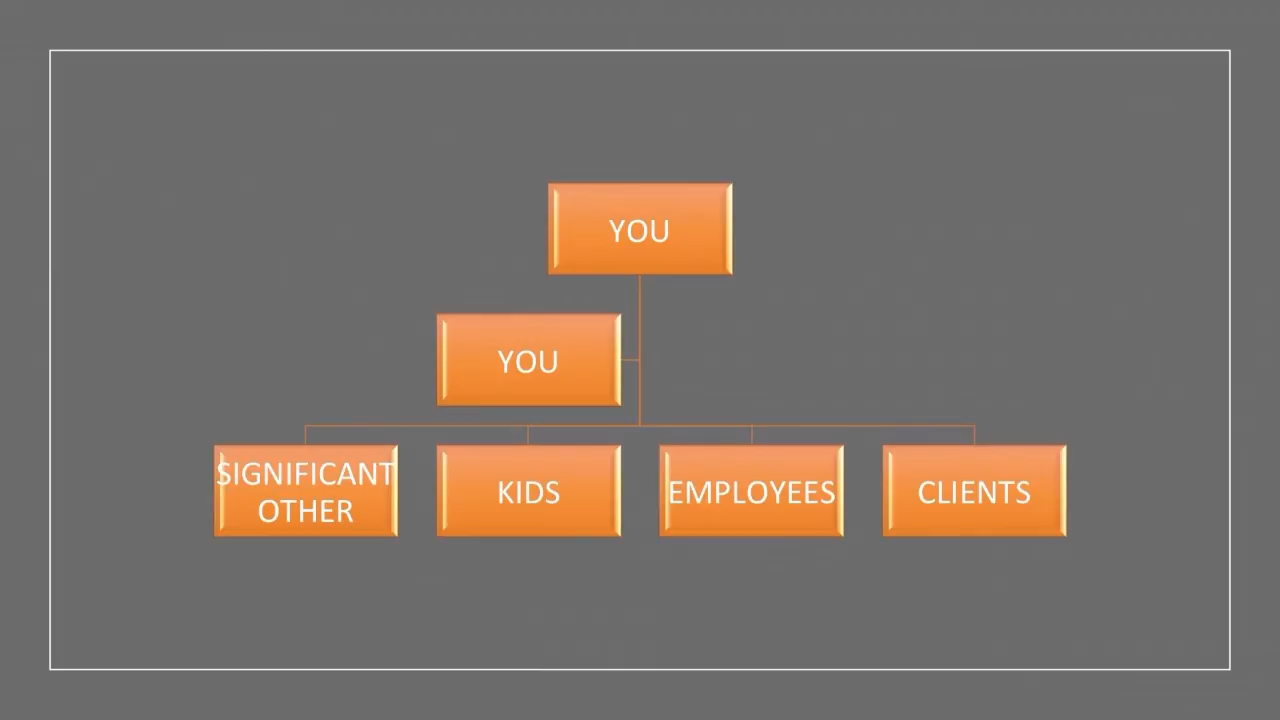 YOU
YOU
SIGNIFICANT
OTHER
KIDS
EMPLOYEES
CLIENTS